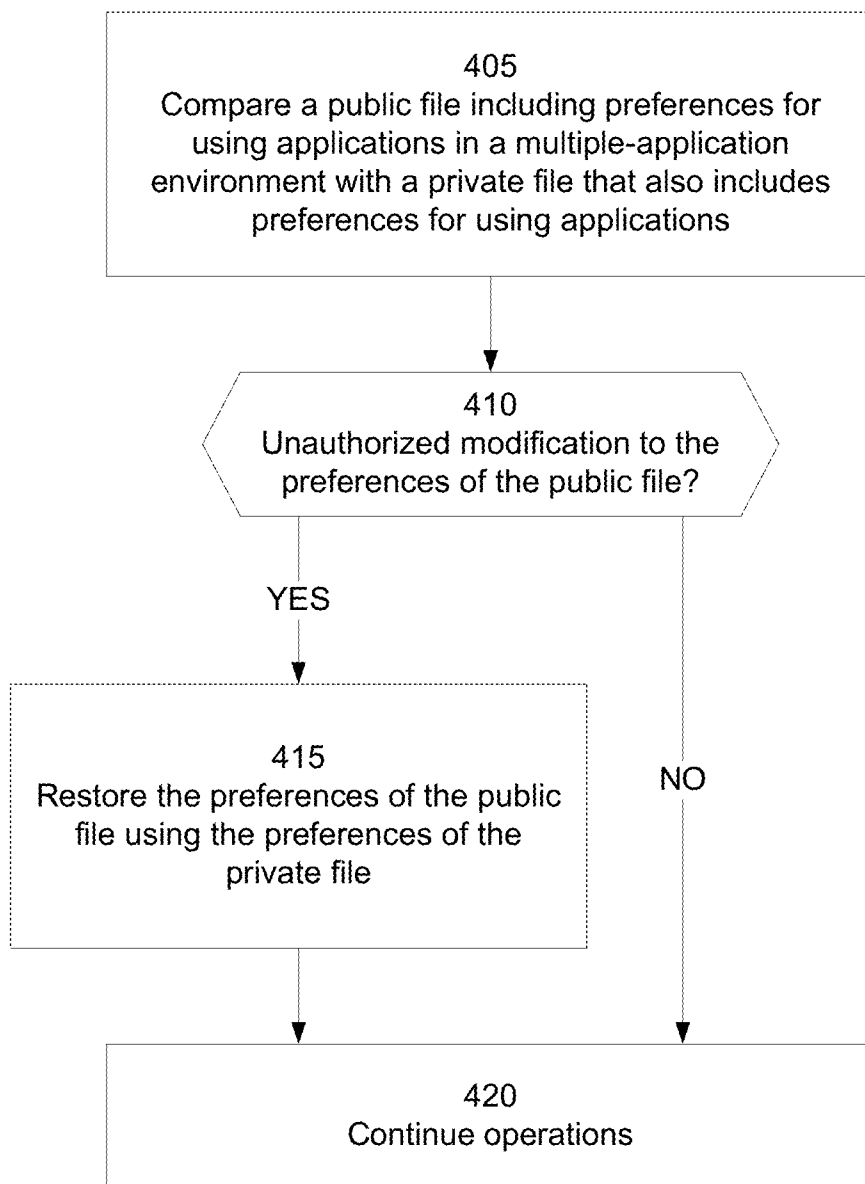 405
Compare a public file including preferences for
using applications in a multiple-application
environment with a private file that also includes
preferences for using applications
410
Unauthorized modification to the
preferences of the public file?
YES
NO
415
Restore the preferences of the public
file using the preferences of the
private file
420
Continue operations